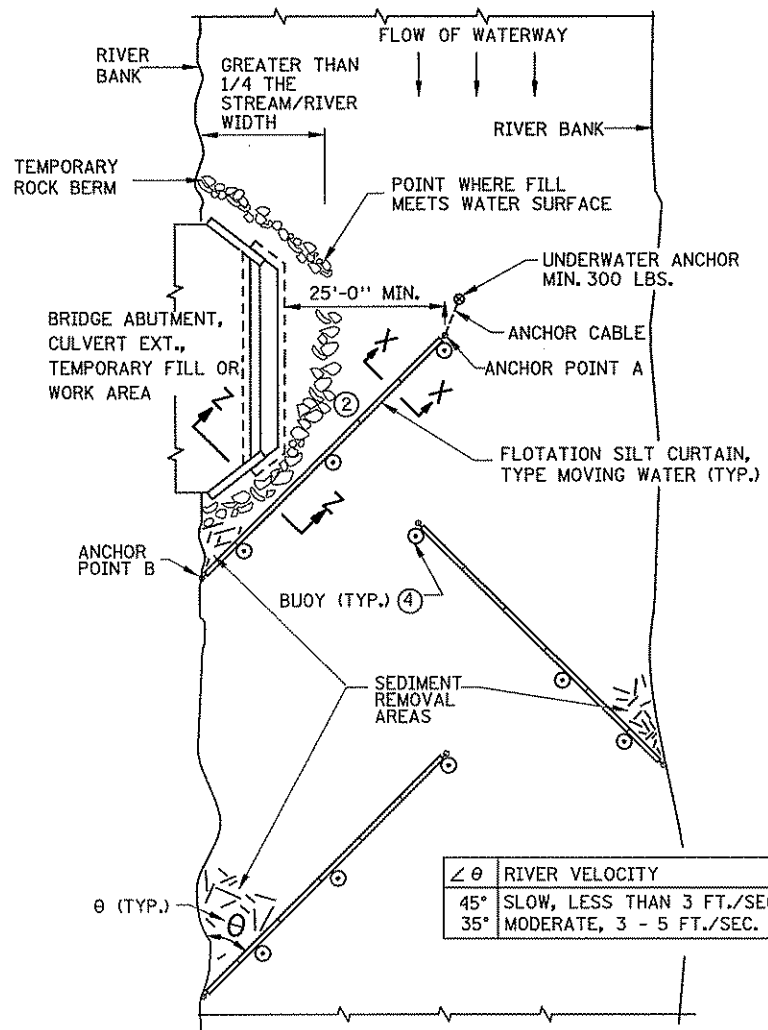 FLOW OF WATERWAY
RIVER
BANK
GREATER THAN
1/4 THE
STREAM/RIVER
WIDTH
RIVER BANK
TEMPORARY
ROCK BERM
POINT WHERE FILL
MEETS WATER SURFACE
UNDERWATER ANCHOR
MIN. 300 LBS.
25'-0" MIN.
ANCHOR CABLE
BRIDGE ABUTMENT,
CULVERT EXT.,
TEMPORARY FILL OR
WORK AREA
X
X
ANCHOR POINT A
Z
2
FLOTATION SILT CURTAIN,
TYPE MOVING WATER (TYP.)
Z
ANCHOR
POINT B
BUOY (TYP.) 4
SEDIMENT
REMOVAL
AREAS
∠θ RIVER VELOCITY
45° SLOW, LESS THAN 3 FT./SEC
35° MODERATE, 3 - 5 FT./SEC.
θ (TYP.)
θ